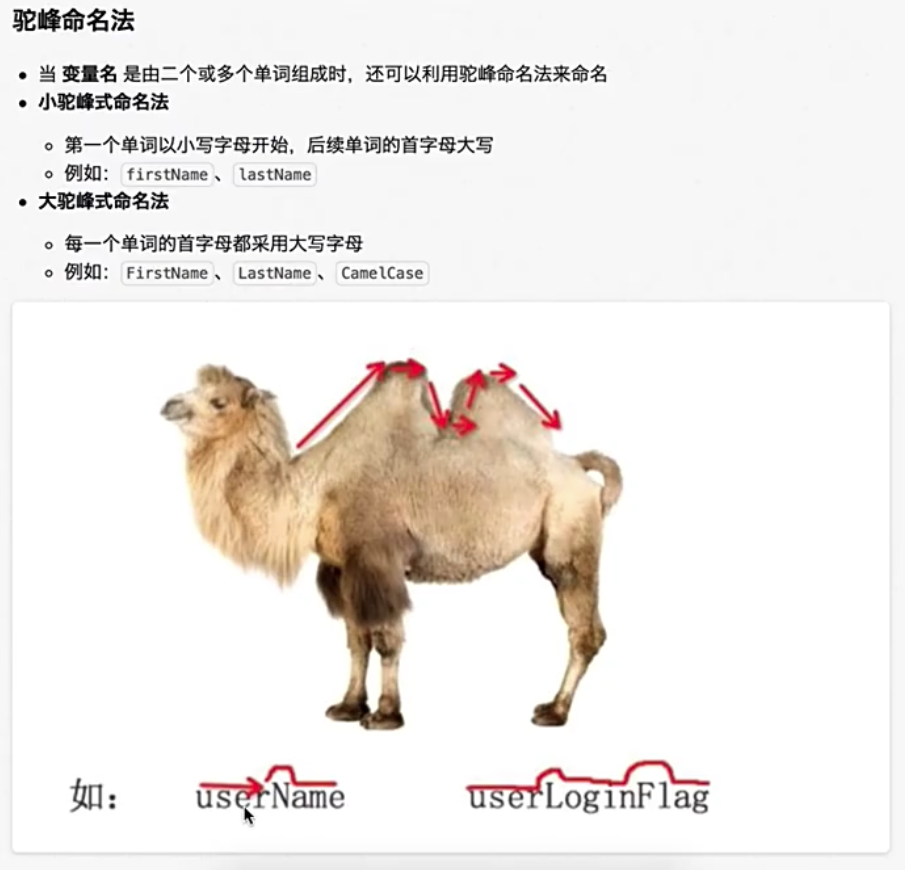 驼峰命名法
当 变量名 是由二个或多个单词组成时，还可以利用驼峰命名法来命名
小驼峰式命名法
第一个单词以小写字母开始，后续单词的首字母大写
例如：firstName、lastName
大驼峰式命名法
每一个单词的首字母都采用大写字母
例如：FirstName、LastName、CamelCase
如： userName userLoginFlag